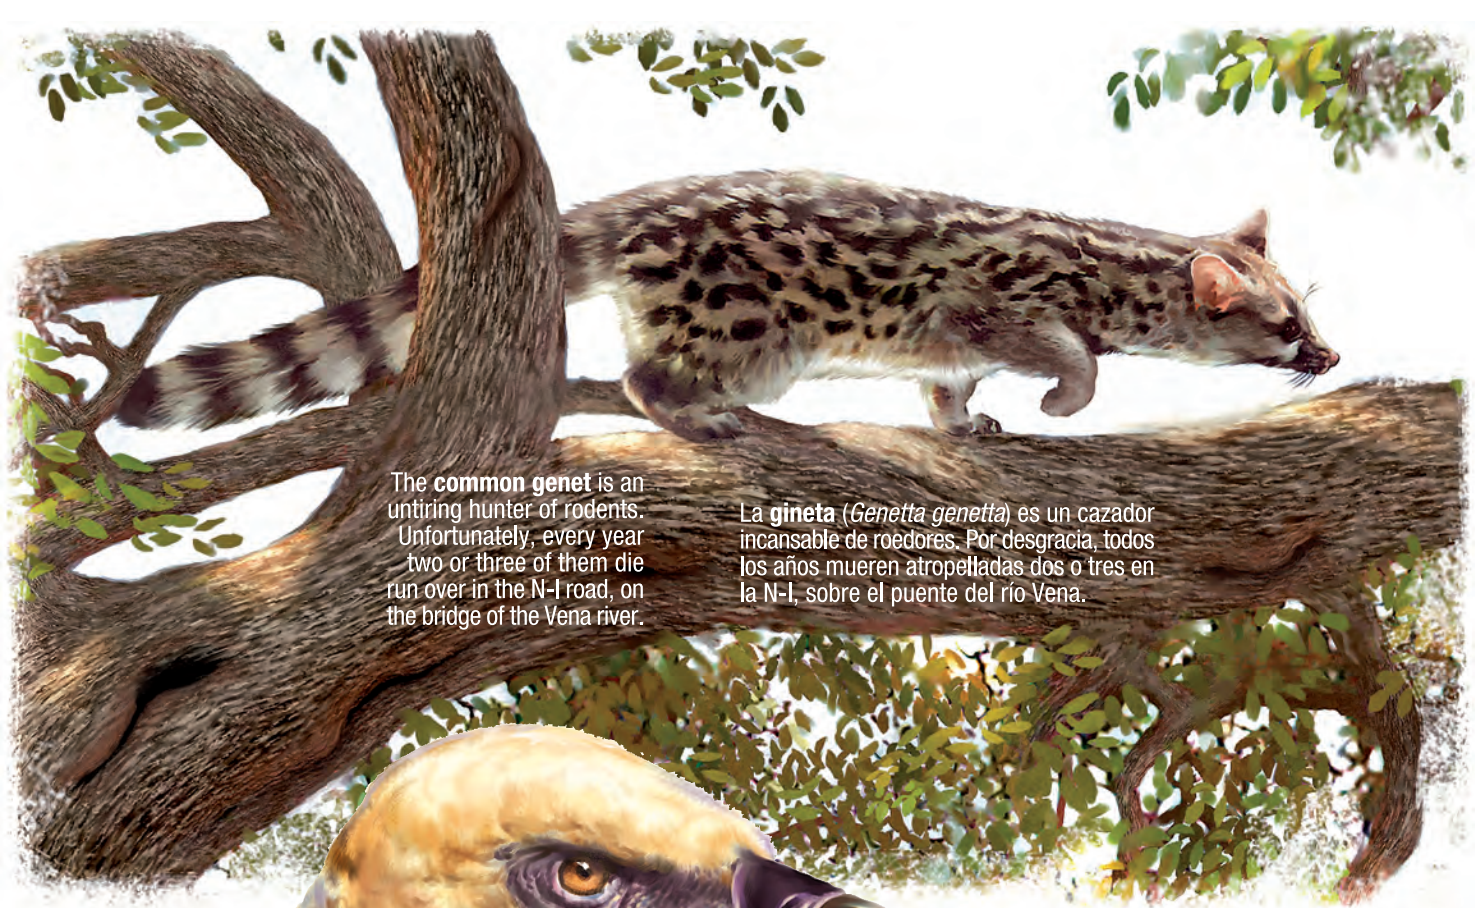 The common genet is an
untiring hunter of rodents.
Unfortunately, every year
two or three of them die
run over in the N-I road, on
the bridge of the Vena river.
La gineta (Genetta genetta) es un cazador
incansable de roedores. Por desgracia, todos
los años mueren atropelladas dos o tres en
la N-I, sobre el puente del río Vena.